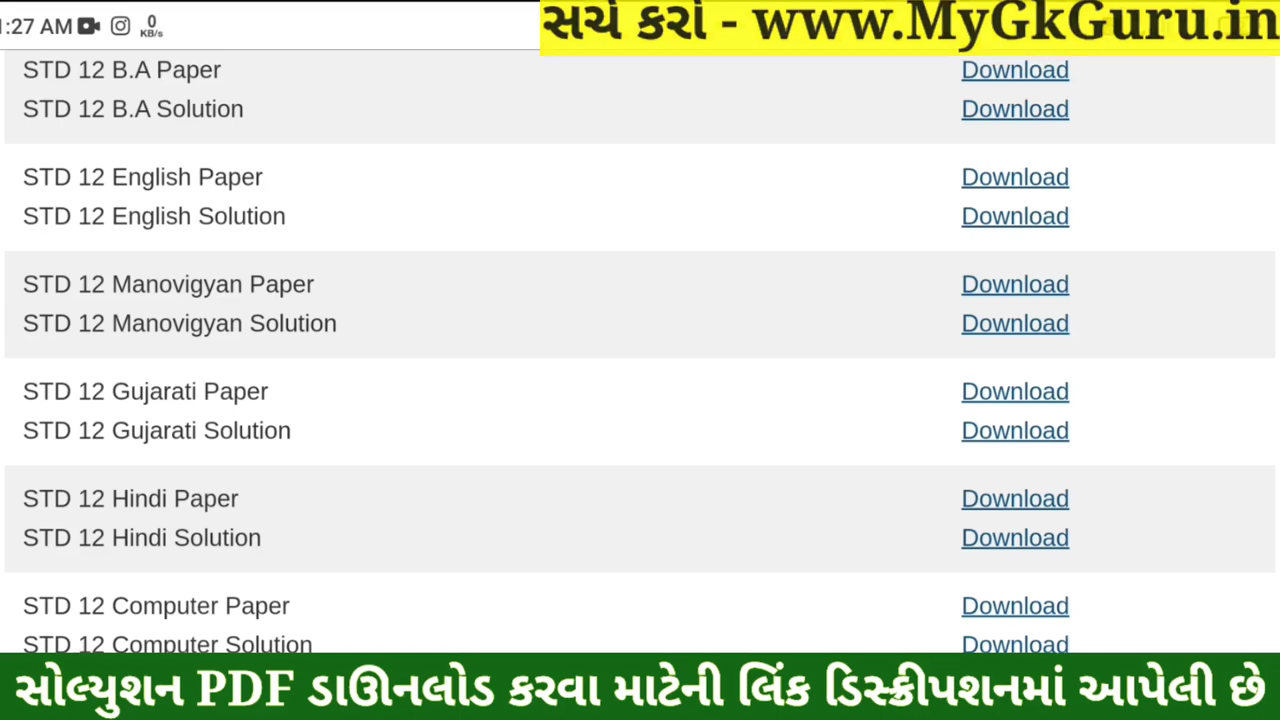 1:27 AM 0 KB/s
સર્ચ કરો - www.MyGkGuru.in
STD 12 B.A Paper Download
STD 12 B.A Solution Download
STD 12 English Paper Download
STD 12 English Solution Download
STD 12 Manovigyan Paper Download
STD 12 Manovigyan Solution Download
STD 12 Gujarati Paper Download
STD 12 Gujarati Solution Download
STD 12 Hindi Paper Download
STD 12 Hindi Solution Download
STD 12 Computer Paper Download
STD 12 Computer Solution Download
સોલ્યુશન PDF ડાઊનલોડ કરવા માટેની લિંક ડિસ્ક્રીપશનમાં આપેલી છે